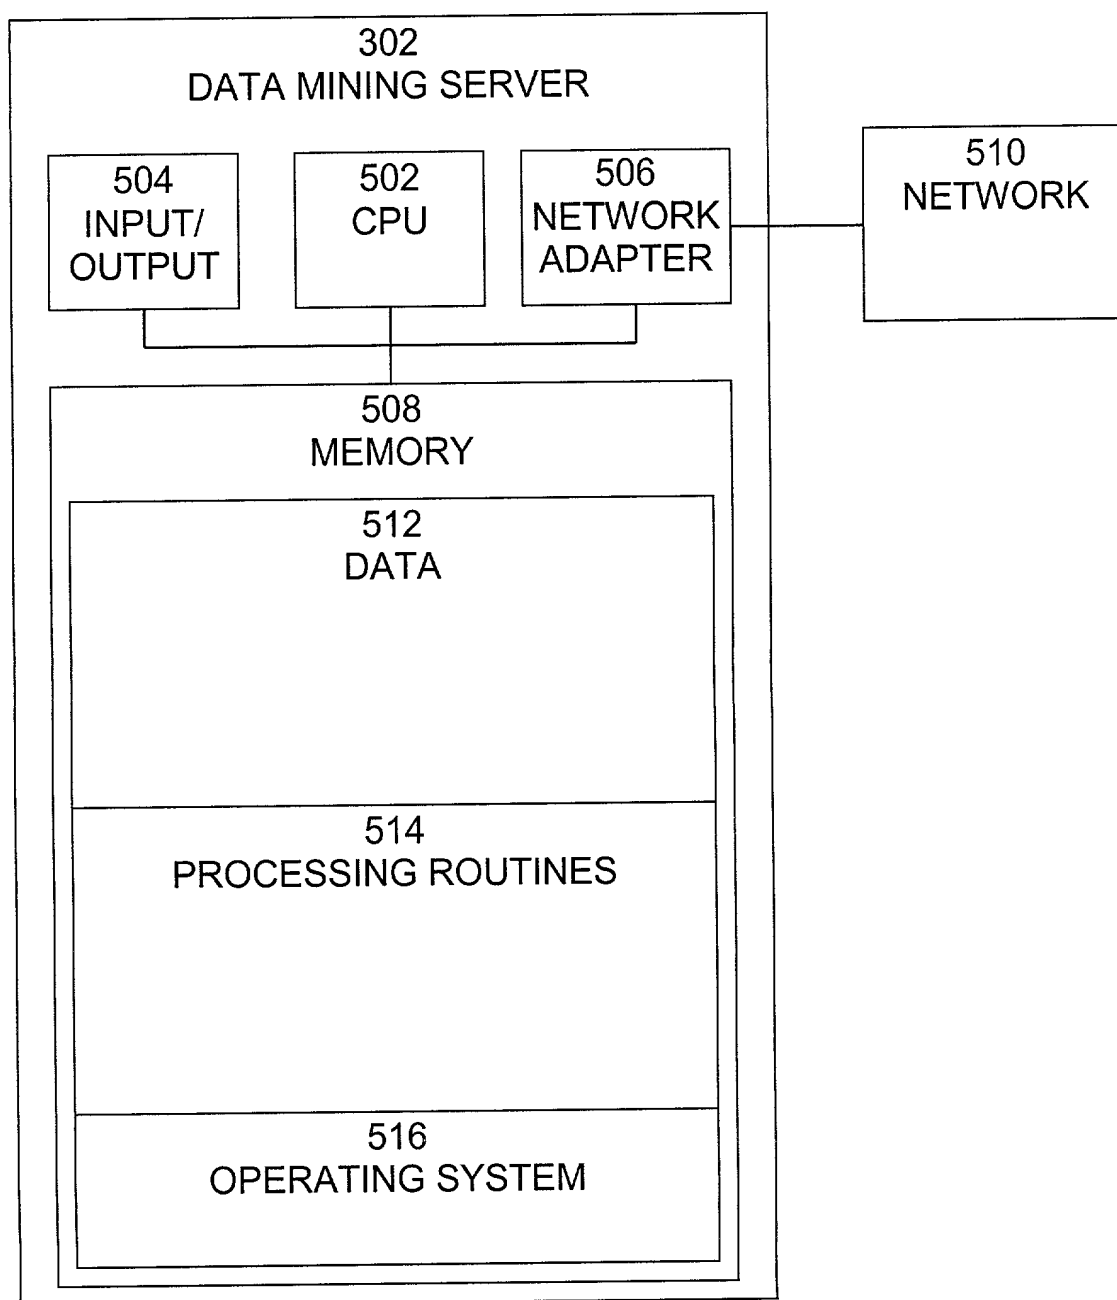 302
DATA MINING SERVER
504
INPUT/
OUTPUT
502
CPU
506
NETWORK
ADAPTER
510
NETWORK
508
MEMORY
512
DATA
514
PROCESSING ROUTINES
516
OPERATING SYSTEM